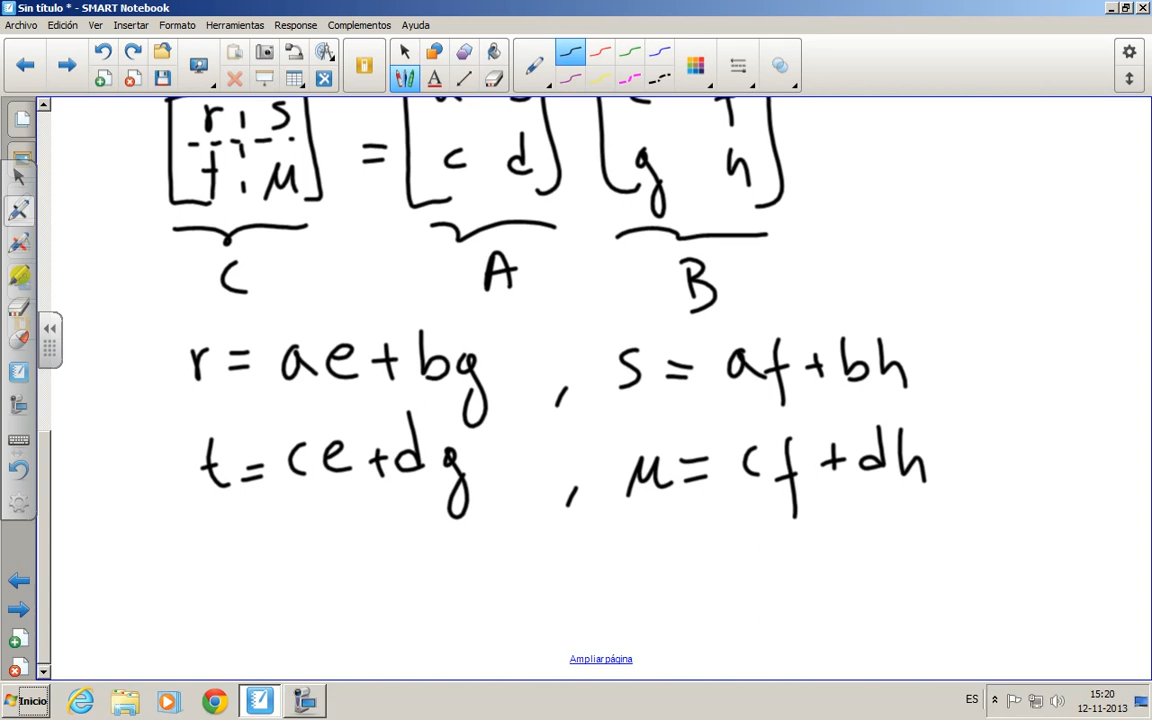 Sin título * - SMART Notebook
Archivo Edición Ver Insertar Formato Herramientas Response Complementos Ayuda
r s
= 
t μ c d g h
C A B
r = ae + bg , s = af + bh
t = ce + dg , μ = cf + dh
Ampliar página
Inicio ES 15:20
12-11-2013